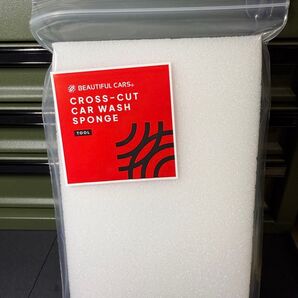 BEAUTIFUL CARS®
CROSS-CUT
CAR WASH
SPONGE
TOOL